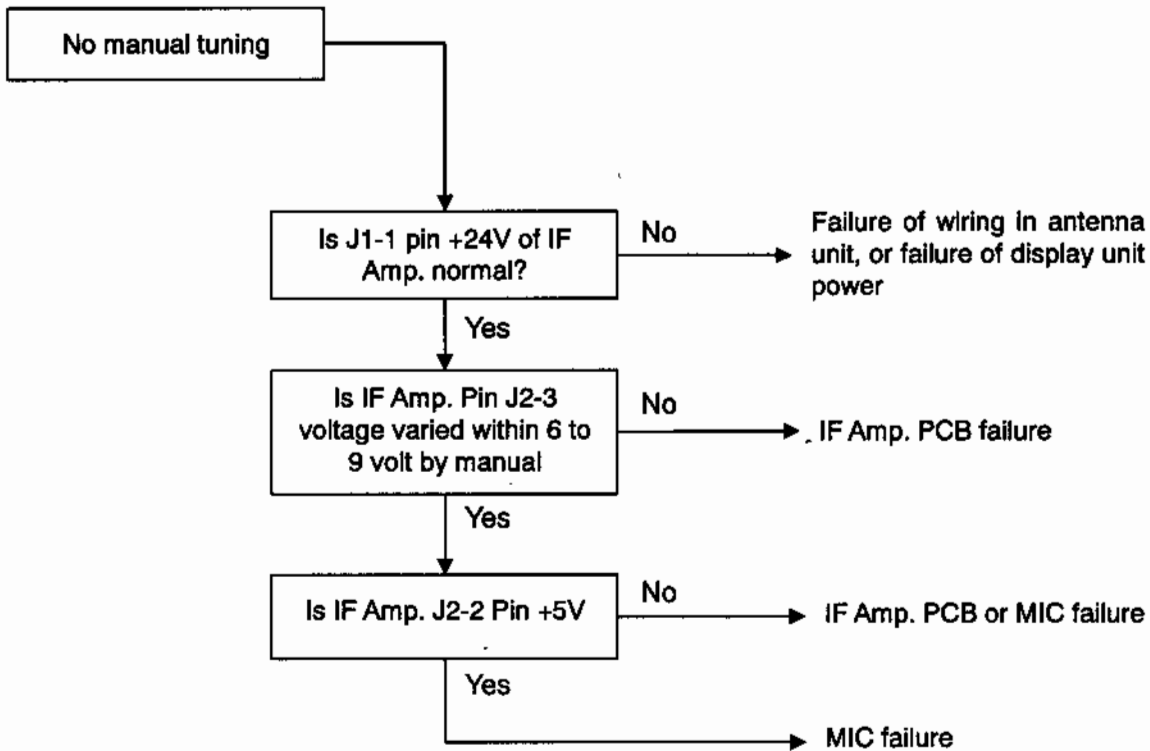 No manual tuning
Is J1-1 pin +24V of IF
Amp. normal?
No
Failure of wiring in antenna
unit, or failure of display unit
power
Yes
Is IF Amp. Pin J2-3
voltage varied within 6 to
9 volt by manual
No
IF Amp. PCB failure
Yes
Is IF Amp. J2-2 Pin +5V
No
IF Amp. PCB or MIC failure
Yes
MIC failure